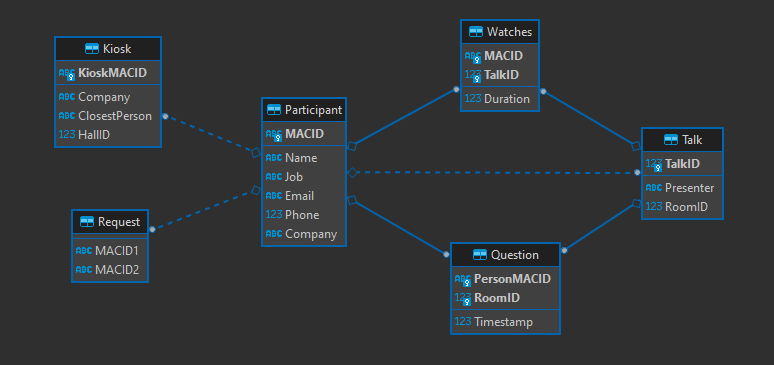 Kiosk
ABC KioskMACID
ABC Company
ABC ClosestPerson
123 HallID
Request
ABC MACID1
ABC MACID2
Participant
ABC MACID
ABC Name
ABC Job
ABC Email
123 Phone
ABC Company
Watches
ABC MACID
123 TalkID
123 Duration
Question
ABC PersonMACID
123 RoomID
123 Timestamp
Talk
123 TalkID
ABC Presenter
123 RoomID